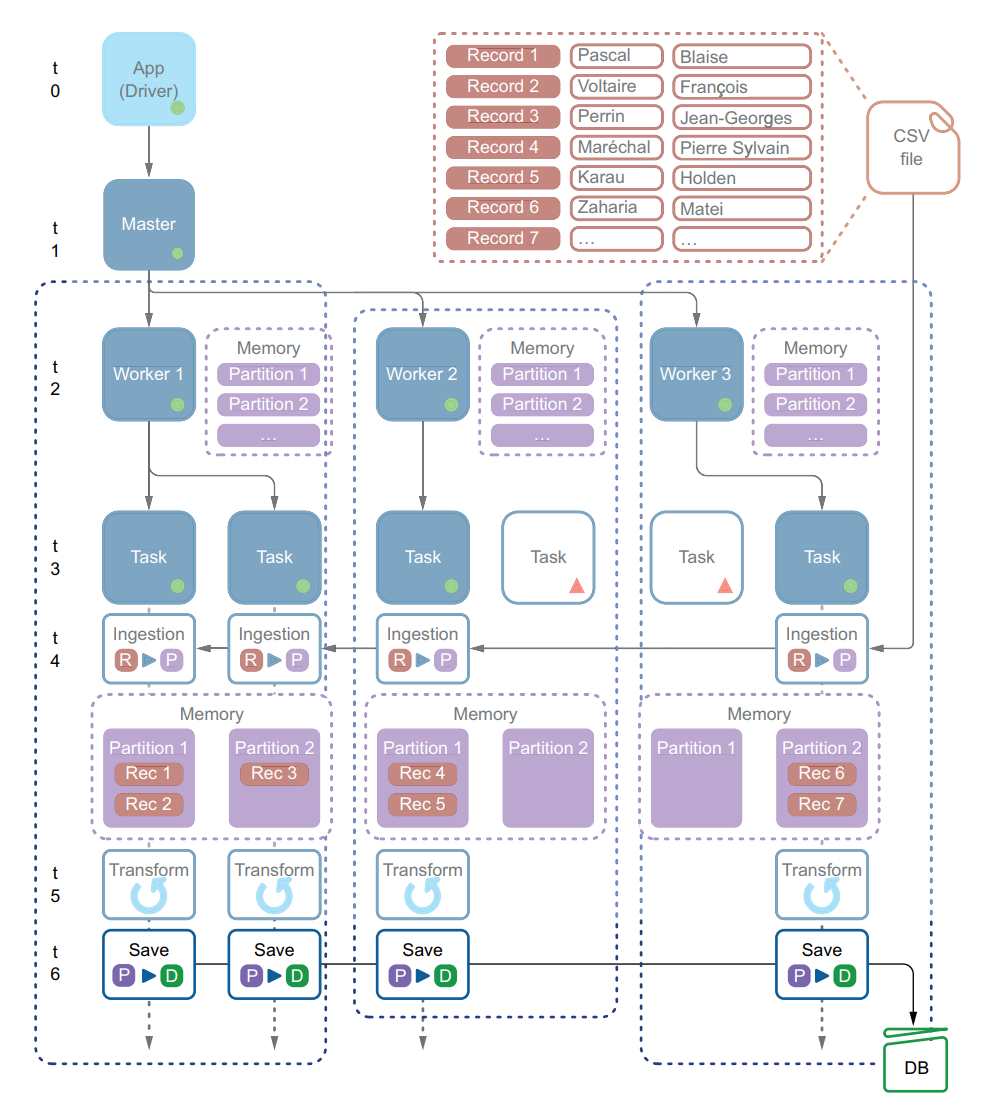 t
0
App
(Driver)
Record 1 Pascal Blaise
Record 2 Voltaire François
Record 3 Perrin Jean-Georges
Record 4 Maréchal Pierre Sylvain
Record 5 Karau Holden
Record 6 Zaharia Matei
Record 7 ... ...
CSV
file
t
1
Master
t
2
Worker 1
Memory
Partition 1
Partition 2
...
Worker 2
Memory
Partition 1
Partition 2
...
Worker 3
Memory
Partition 1
Partition 2
...
t
3
Task Task Task Task Task Task
t
4
Ingestion Ingestion Ingestion Ingestion
R P R P R P R P
Memory
Partition 1
Rec 1
Rec 2
Partition 2
Rec 3
Memory
Partition 1
Rec 4
Rec 5
Partition 2
Memory
Partition 1
Partition 2
Rec 6
Rec 7
t
5
Transform Transform Transform Transform
t
6
Save Save Save Save
P D P D P D P D
DB